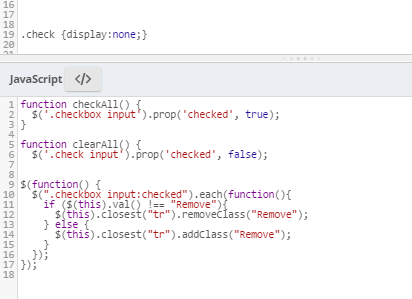 16
17
18
19 .check {display:none;}
20
21
JavaScript </>
1 function checkAll() {
2 $('.checkbox input').prop('checked', true);
3 }
4
5 function clearAll() {
6 $('.check input').prop('checked', false);
7
8
9 $(function() {
10 $(".checkbox input:checked").each(function(){
11 if ($(this).val() !== "Remove"){
12 $(this).closest("tr").removeClass("Remove");
13 } else {
14 $(this).closest("tr").addClass("Remove");
15 }
16 });
17 });
18